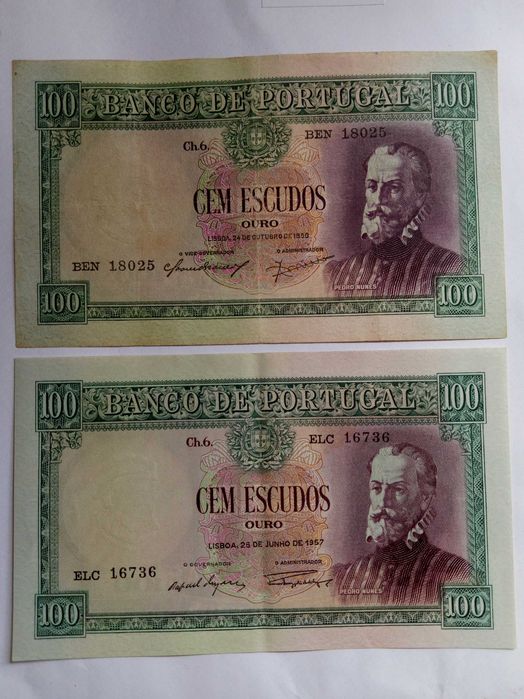 100 BANCO DE PORTUGAL 100
Ch.6. BEN 18025
CEM ESCUDOS
OURO
LISBOA, 24 DE OUTUBRO DE 1950
O VICE-GOVERNADOR O ADMINISTRADOR
BEN 18025
PEDRO NUNES
100 100
100 BANCO DE PORTUGAL 100
Ch.6. ELC 16736
CEM ESCUDOS
OURO
LISBOA, 25 DE JUNHO DE 1957
O GOVERNADOR O ADMINISTRADOR
ELC 16736
PEDRO NUNES
100 100